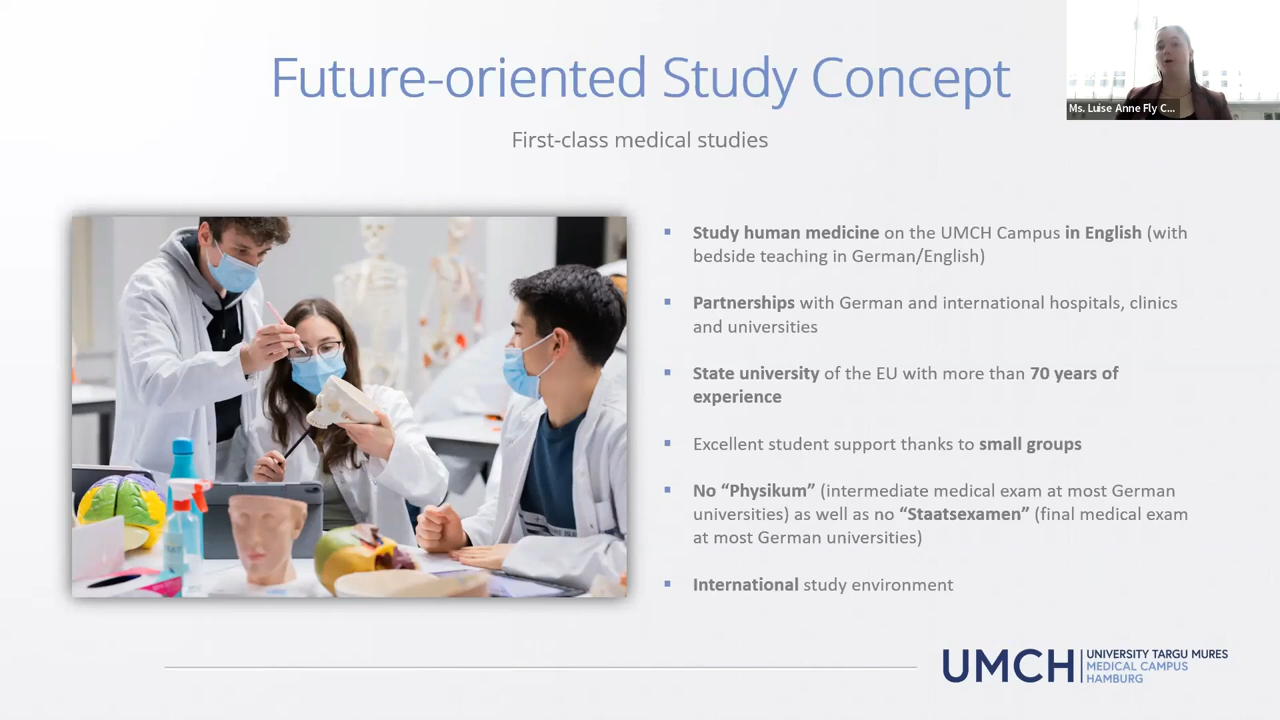 Future-oriented Study Concept
First-class medical studies
Ms. Luise Anne Fly C...
Study human medicine on the UMCH Campus in English (with
bedside teaching in German/English)
Partnerships with German and international hospitals, clinics
and universities
State university of the EU with more than 70 years of
experience
Excellent student support thanks to small groups
No “Physikum” (intermediate medical exam at most German
universities) as well as no “Staatsexamen” (final medical exam
at most German universities)
International study environment
UMCH
UNIVERSITY TARGU MURES
MEDICAL CAMPUS
HAMBURG